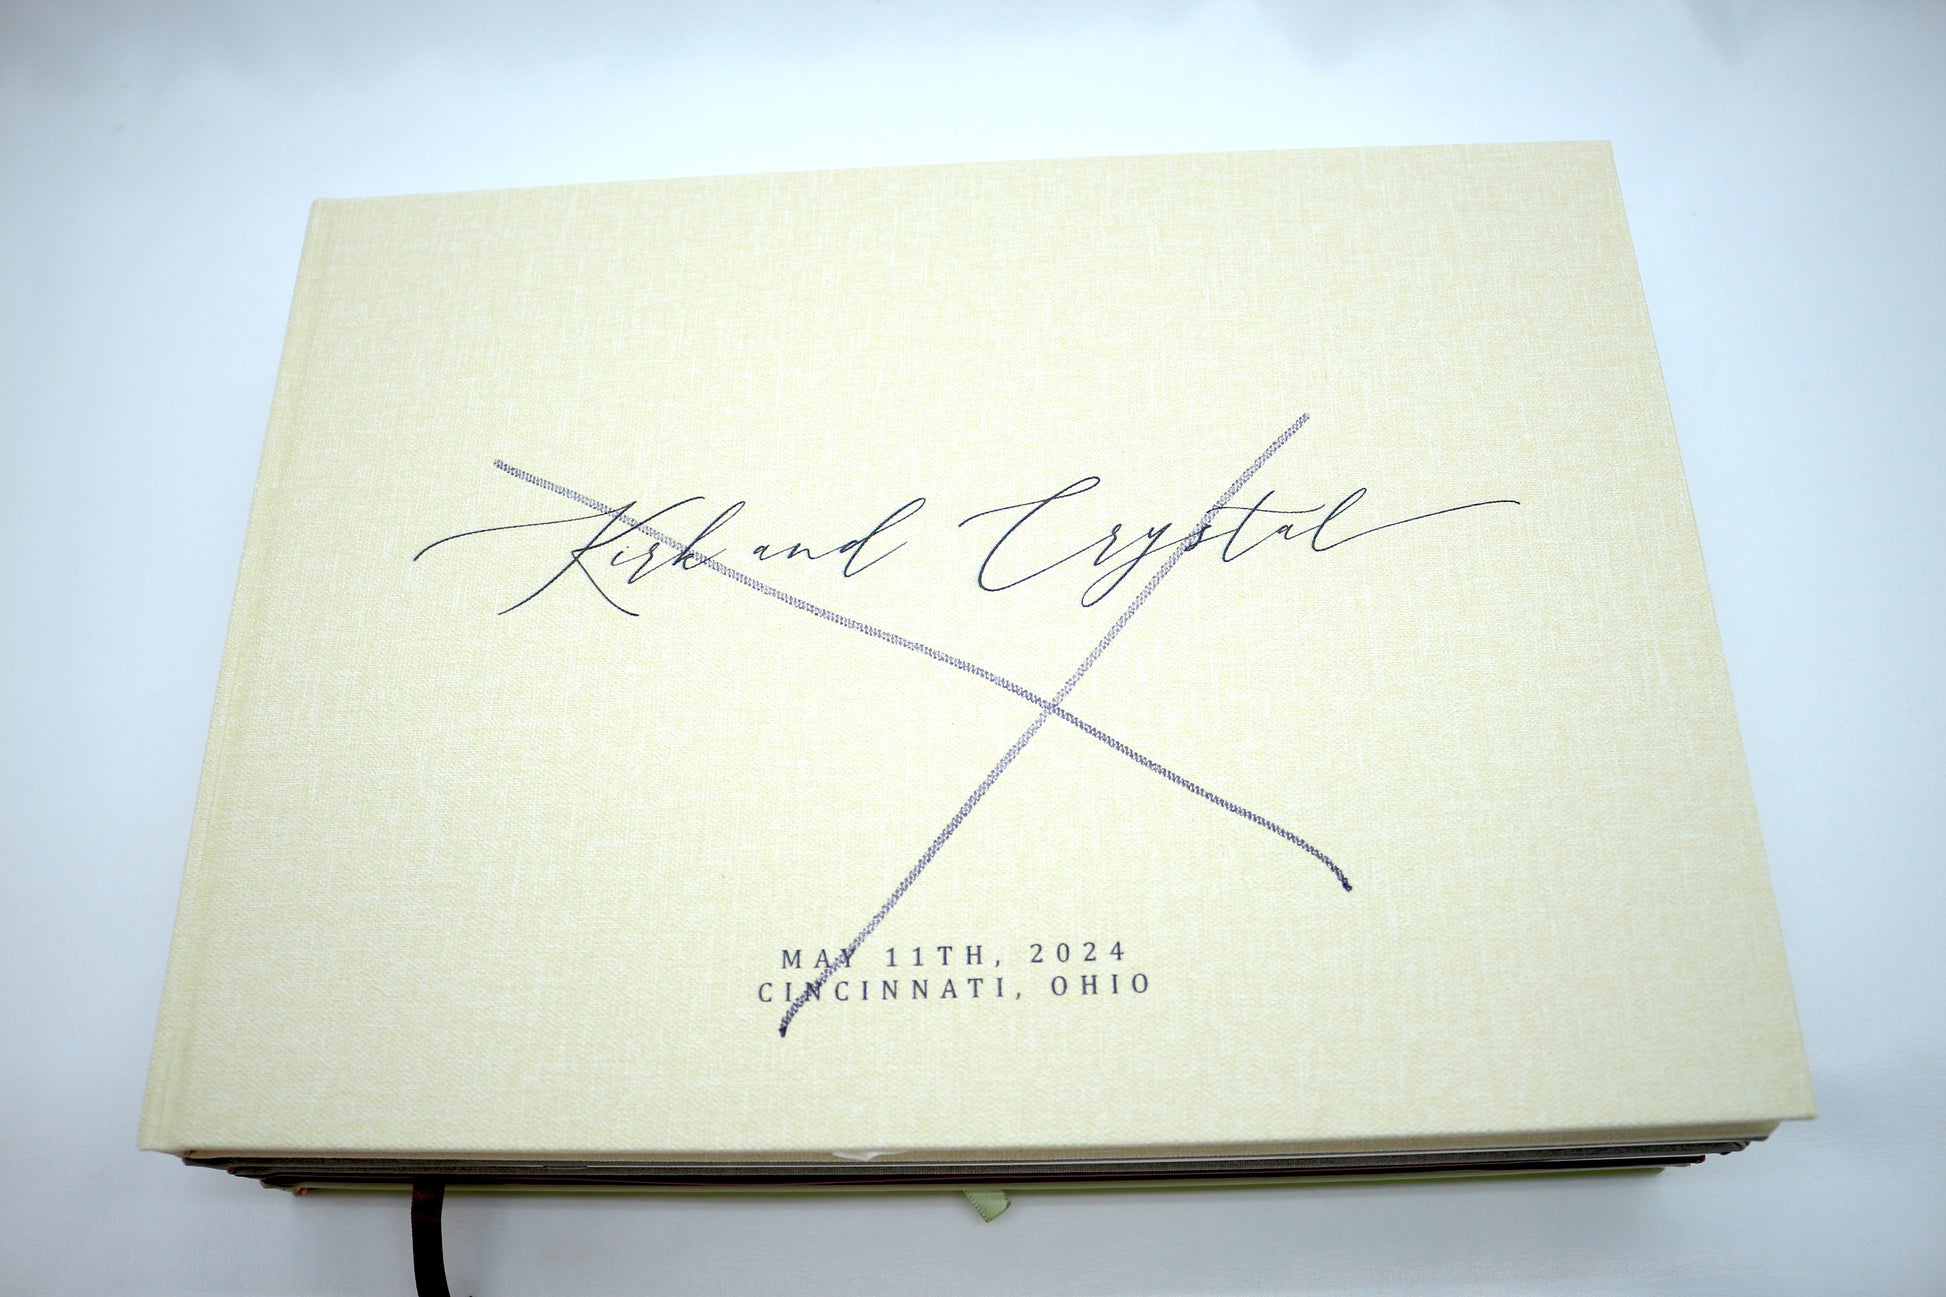 Kirk and Crystal
MAY 11TH, 2024
CINCINNATI, OHIO